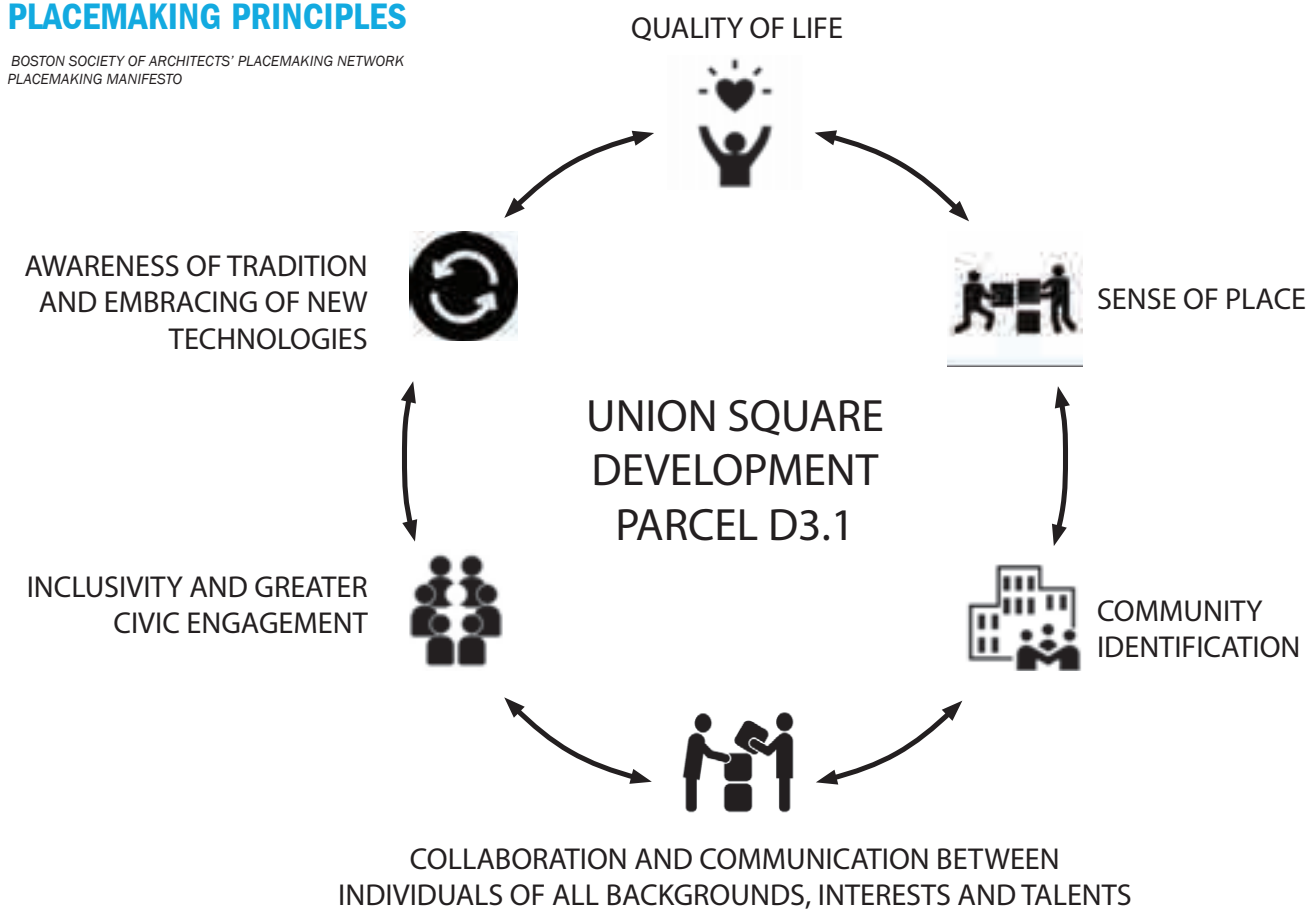 PLACEMAKING PRINCIPLES
BOSTON SOCIETY OF ARCHITECTS' PLACEMAKING NETWORK
PLACEMAKING MANIFESTO
QUALITY OF LIFE
AWARENESS OF TRADITION
AND EMBRACING OF NEW
TECHNOLOGIES
SENSE OF PLACE
UNION SQUARE
DEVELOPMENT
PARCEL D3.1
INCLUSIVITY AND GREATER
CIVIC ENGAGEMENT
COMMUNITY
IDENTIFICATION
COLLABORATION AND COMMUNICATION BETWEEN
INDIVIDUALS OF ALL BACKGROUNDS, INTERESTS AND TALENTS